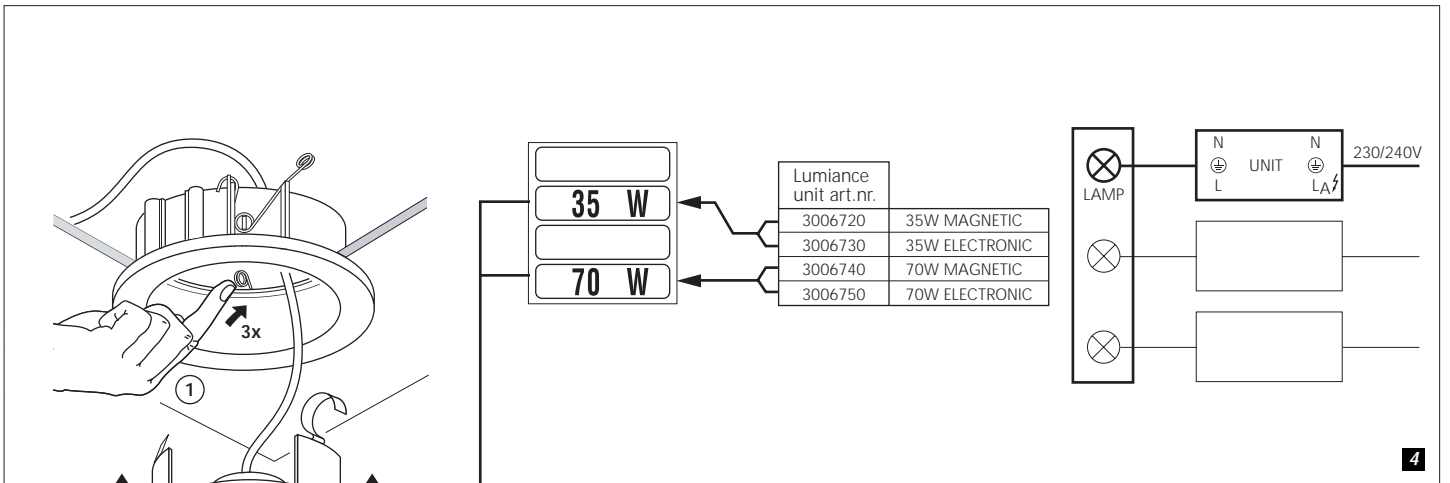 3x
1
35 W
70 W
Lumiance
unit art.nr.
3006720 35W MAGNETIC
3006730 35W ELECTRONIC
3006740 70W MAGNETIC
3006750 70W ELECTRONIC
LAMP
N N
UNIT
L LA
230/240V
4